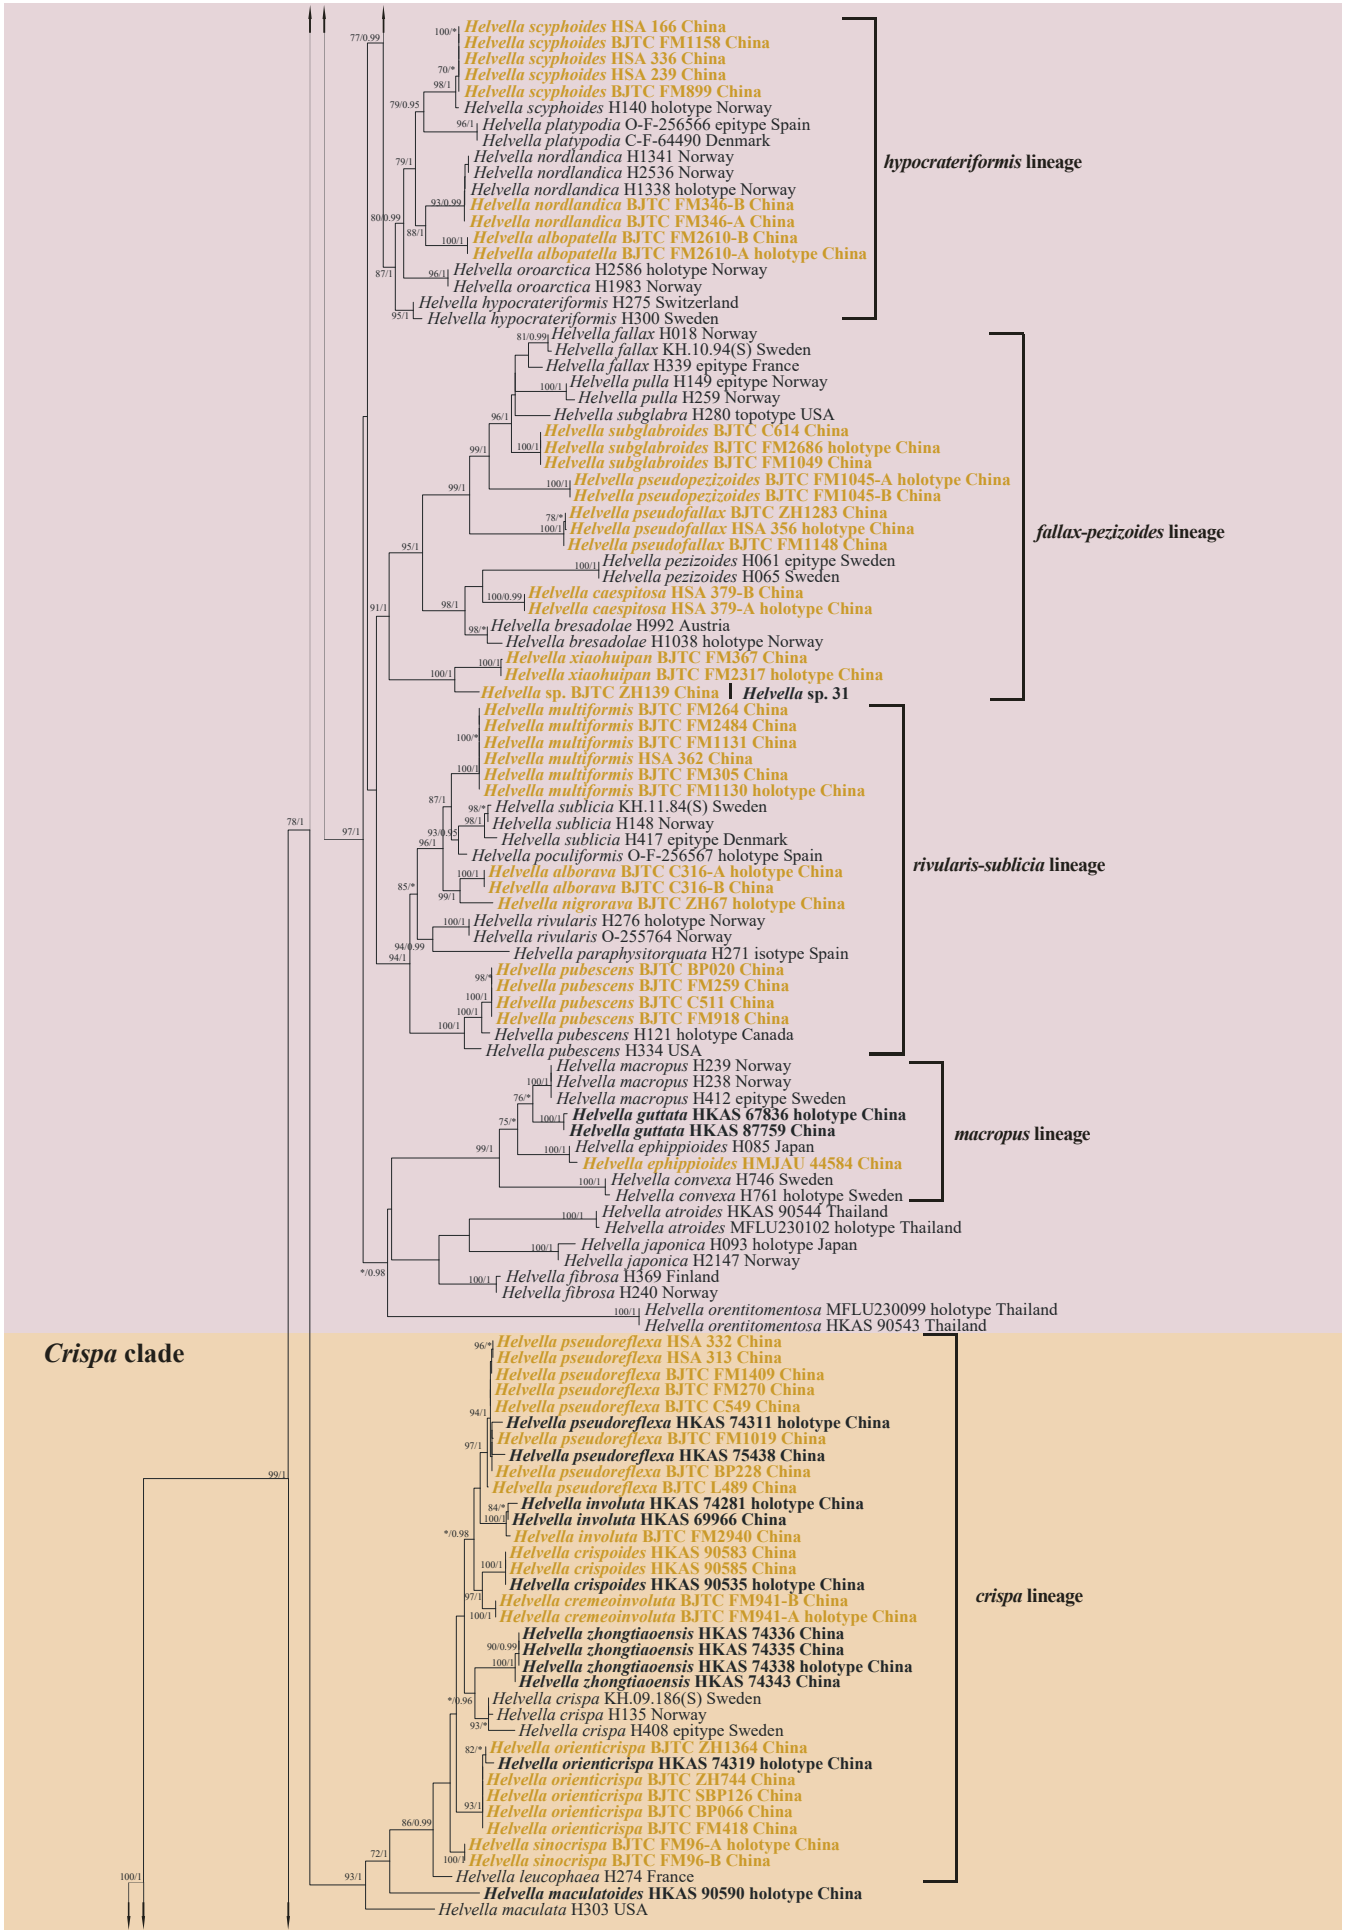 Helvella scyphoides HSA 166 China
100/*
Helvella scyphoides BJTC FM1158 China
77/0.99
Helvella scyphoides HSA 336 China
70/*
Helvella scyphoides HSA 239 China
98/1
Helvella scyphoides BJTC FM899 China
79/0.95
Helvella scyphoides H140 holotype Norway
96/1
Helvella platypodia O-F-256566 epitype Spain
Helvella platypodia C-F-64490 Denmark
79/1
Helvella nordlandica H1341 Norway
hypocrateriformis lineage
Helvella nordlandica H2536 Norway
Helvella nordlandica H1338 holotype Norway
93/0.99
Helvella nordlandica BJTC FM346-B China
80/0.99
Helvella nordlandica BJTC FM346-A China
88/1
100/1
Helvella albopatella BJTC FM2610-B China
Helvella albopatella BJTC FM2610-A holotype China
87/1
96/1
Helvella oroarctica H2586 holotype Norway
Helvella oroarctica H1983 Norway
Helvella hypocrateriformis H275 Switzerland
95/1
Helvella hypocrateriformis H300 Sweden
81/0.99
Helvella fallax H018 Norway
Helvella fallax KH.10.94(S) Sweden
Helvella fallax H339 epitype France
100/1
Helvella pulla H149 epitype Norway
Helvella pulla H259 Norway
96/1
Helvella subglabra H280 topotype USA
Helvella subglabroides BJTC C614 China
100/1
Helvella subglabroides BJTC FM2686 holotype China
99/1
Helvella subglabroides BJTC FM1049 China
100/1
Helvella pseudopezizoides BJTC FM1045-A holotype China
99/1
Helvella pseudopezizoides BJTC FM1045-B China
78/*
Helvella pseudofallax BJTC ZH1283 China
100/1
Helvella pseudofallax HSA 356 holotype China
fallax-pezizoides lineage
95/1
Helvella pseudofallax BJTC FM1148 China
100/1
Helvella pezizoides H061 epitype Sweden
Helvella pezizoides H065 Sweden
100/0.99
Helvella caespitosa HSA 379-B China
91/1
98/1
Helvella caespitosa HSA 379-A holotype China
98/*
Helvella bresadolae H992 Austria
Helvella bresadolae H1038 holotype Norway
100/1
Helvella xiaohuipan BJTC FM367 China
100/1
Helvella xiaohuipan BJTC FM2317 holotype China
Helvella sp. BJTC ZH139 China
Helvella sp. 31
Helvella multiformis BJTC FM264 China
Helvella multiformis BJTC FM2484 China
100/*
Helvella multiformis BJTC FM1131 China
Helvella multiformis HSA 362 China
100/1
Helvella multiformis BJTC FM305 China
Helvella multiformis BJTC FM1130 holotype China
87/1
98/*
Helvella sublicia KH.11.84(S) Sweden
78/1
98/1
Helvella sublicia H148 Norway
97/1
93/0.95
96/1
Helvella sublicia H417 epitype Denmark
Helvella poculiformis O-F-256567 holotype Spain
rivularis-sublicia lineage
100/1
Helvella alborava BJTC C316-A holotype China
85/*
Helvella alborava BJTC C316-B China
99/1
Helvella nigrorava BJTC ZH67 holotype China
100/1
Helvella rivularis H276 holotype Norway
Helvella rivularis O-255764 Norway
94/0.99
94/1
Helvella paraphysitorquata H271 isotype Spain
98/*
Helvella pubescens BJTC BP020 China
Helvella pubescens BJTC FM259 China
100/1
Helvella pubescens BJTC C511 China
100/1
Helvella pubescens BJTC FM918 China
100/1
Helvella pubescens H121 holotype Canada
Helvella pubescens H334 USA
Helvella macropus H239 Norway
100/1
Helvella macropus H238 Norway
76/*
Helvella macropus H412 epitype Sweden
75/*
100/1
Helvella guttata HKAS 67836 holotype China
Helvella guttata HKAS 87759 China
macropus lineage
99/1
100/1
Helvella ephippioides H085 Japan
Helvella ephippioides HMJAU 44584 China
100/1
Helvella convexa H746 Sweden
Helvella convexa H761 holotype Sweden
100/1
Helvella atroides HKAS 90544 Thailand
Helvella atroides MFLU230102 holotype Thailand
100/1
Helvella japonica H093 holotype Japan
Helvella japonica H2147 Norway
*/0.98
100/1
Helvella fibrosa H369 Finland
Helvella fibrosa H240 Norway
100/1
Helvella orentitomentosa MFLU230099 holotype Thailand
Helvella orentitomentosa HKAS 90543 Thailand
Crispa clade
96/*
Helvella pseudoreflexa HSA 332 China
Helvella pseudoreflexa HSA 313 China
Helvella pseudoreflexa BJTC FM1409 China
Helvella pseudoreflexa BJTC FM270 China
94/1
Helvella pseudoreflexa BJTC C549 China
Helvella pseudoreflexa HKAS 74311 holotype China
97/1
Helvella pseudoreflexa BJTC FM1019 China
Helvella pseudoreflexa HKAS 75438 China
99/1
Helvella pseudoreflexa BJTC BP228 China
Helvella pseudoreflexa BJTC L489 China
84/*
Helvella involuta HKAS 74281 holotype China
100/1
Helvella involuta HKAS 69966 China
*/0.98
Helvella involuta BJTC FM2940 China
Helvella crispoides HKAS 90583 China
100/1
Helvella crispoides HKAS 90585 China
Helvella crispoides HKAS 90535 holotype China
97/1
Helvella cremeoinvoluta BJTC FM941-B China
crispa lineage
100/1
Helvella cremeoinvoluta BJTC FM941-A holotype China
Helvella zhongtiaoensis HKAS 74336 China
90/0.99
Helvella zhongtiaoensis HKAS 74335 China
100/1
Helvella zhongtiaoensis HKAS 74338 holotype China
Helvella zhongtiaoensis HKAS 74343 China
*/0.96
Helvella crispa KH.09.186(S) Sweden
Helvella crispa H135 Norway
93/*
Helvella crispa H408 epitype Sweden
82/*
Helvella orienticrispa BJTC ZH1364 China
Helvella orienticrispa HKAS 74319 holotype China
Helvella orienticrispa BJTC ZH744 China
Helvella orienticrispa BJTC SBP126 China
93/1
Helvella orienticrispa BJTC BP066 China
86/0.99
Helvella orienticrispa BJTC FM418 China
Helvella sinocrispa BJTC FM96-A holotype China
72/1
100/1
Helvella sinocrispa BJTC FM96-B China
100/1
93/1
Helvella leucophaea H274 France
Helvella maculatoides HKAS 90590 holotype China
Helvella maculata H303 USA